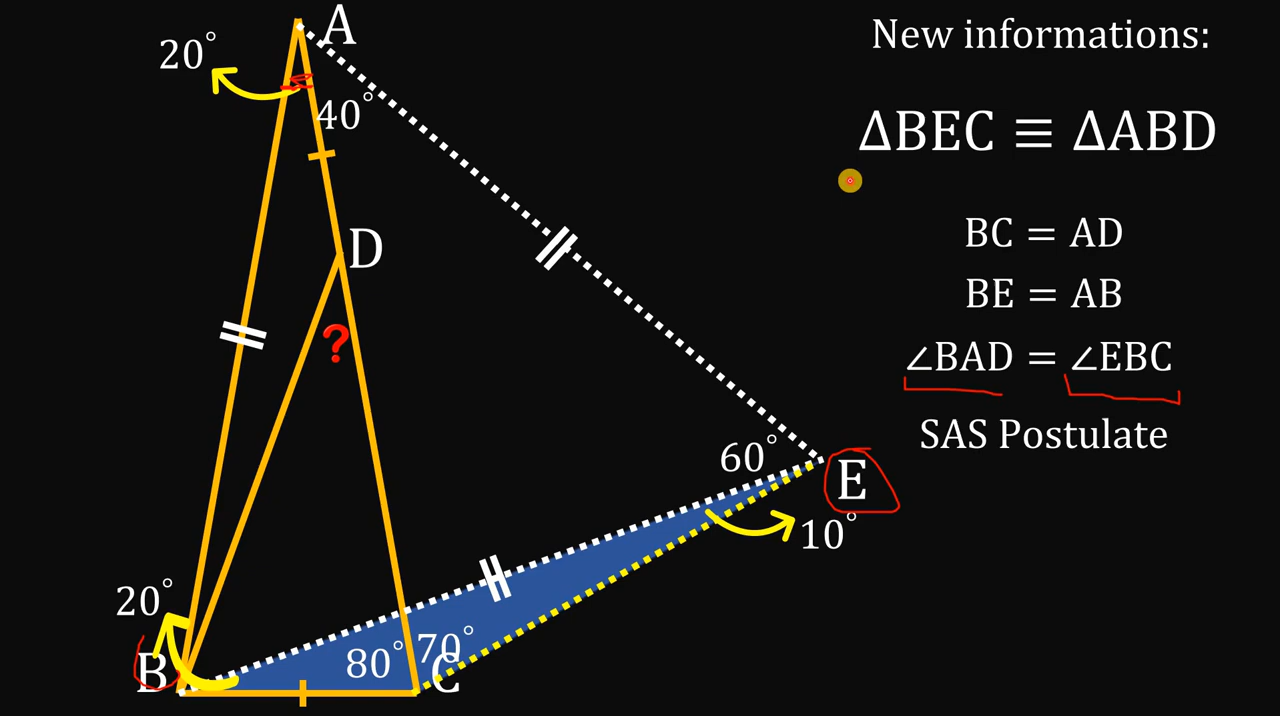 A
20°
40°
D
?
60°
E
10°
20°
B
80°
70°
C
New informations:
ΔBEC ≡ ΔABD
BC = AD
BE = AB
∠BAD = ∠EBC
SAS Postulate